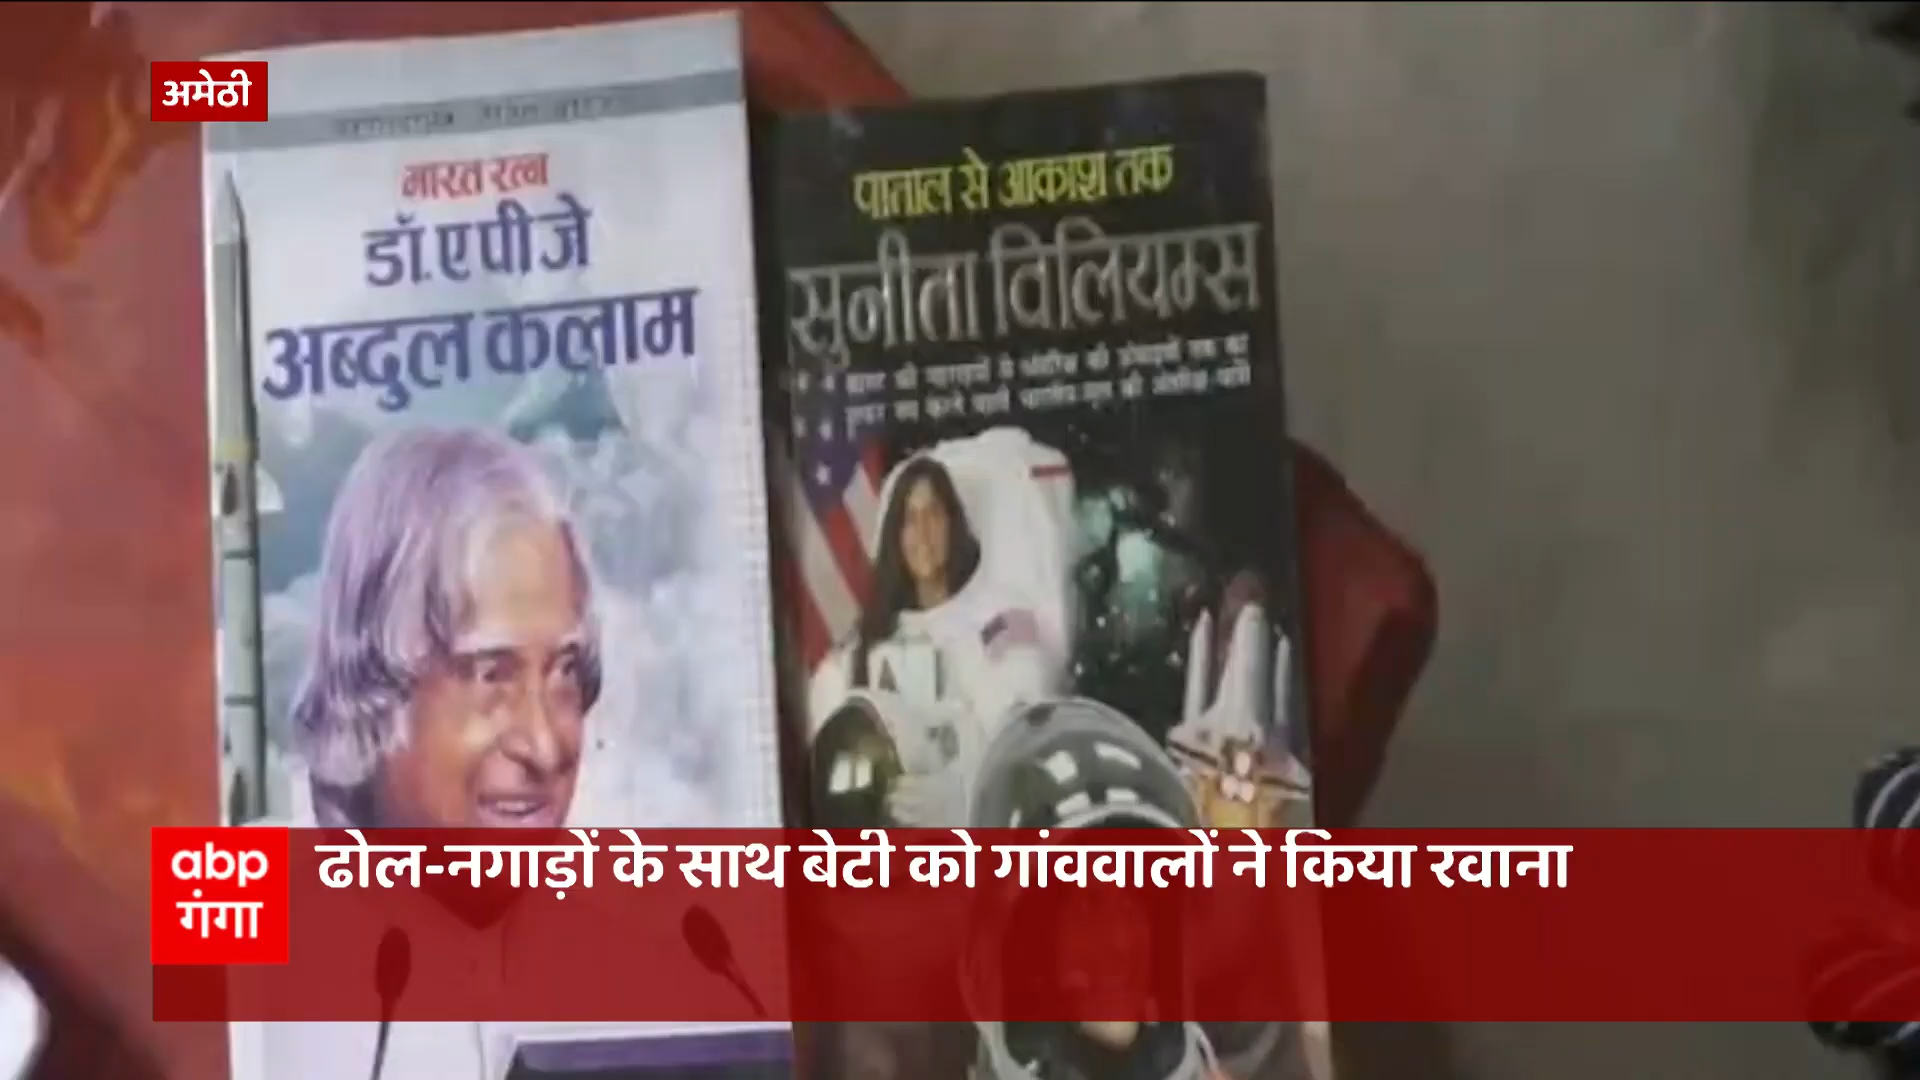 अमेठी
भारत रत्न
डॉ. ए पी जे
अब्दुल कलाम
पाताल से आकाश तक
सुनीता विलियम्स
abp
गंगा
ढोल-नगाड़ों के साथ बेटी को गांववालों ने किया रवाना